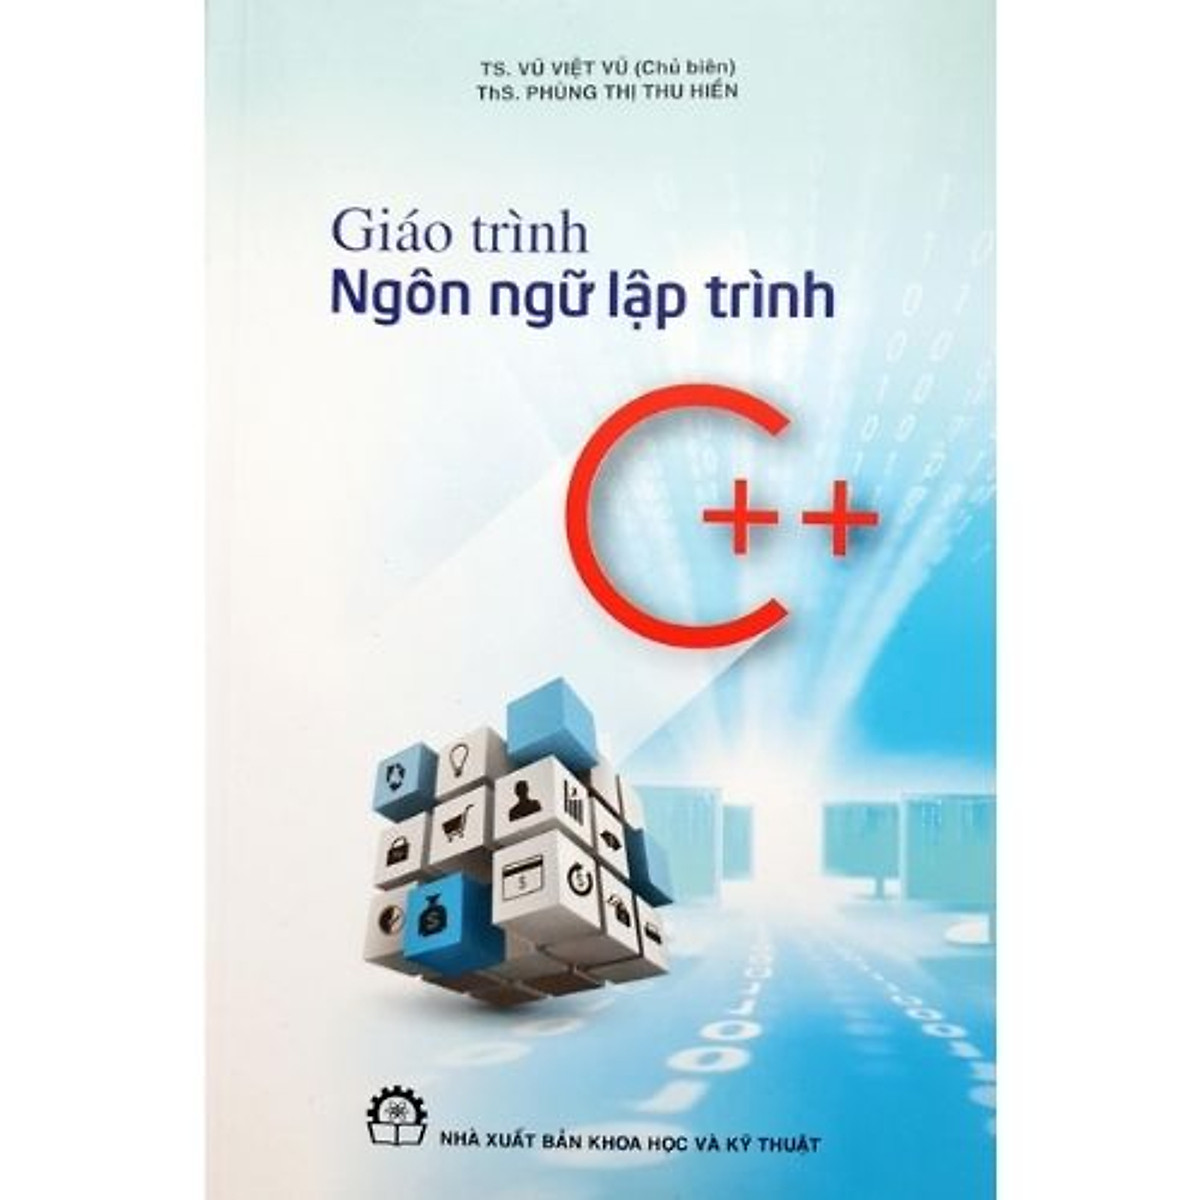 TS. VŨ VIỆT VŨ (Chủ biên)
ThS. PHÙNG THỊ THU HIỀN
Giáo trình
Ngôn ngữ lập trình
C++
NHÀ XUẤT BẢN KHOA HỌC VÀ KỸ THUẬT